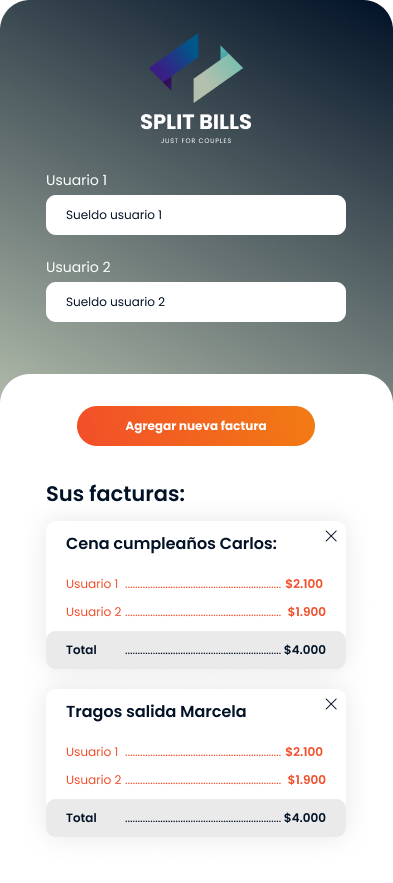 SPLIT BILLS
JUST FOR COUPLES
Usuario 1
Sueldo usuario 1
Usuario 2
Sueldo usuario 2
Agregar nueva factura
Sus facturas:
Cena cumpleaños Carlos:
Usuario 1 ........................................................ $2.100
Usuario 2 ........................................................ $1.900
Total ........................................................ $4.000
Tragos salida Marcela
Usuario 1 ........................................................ $2.100
Usuario 2 ........................................................ $1.900
Total ........................................................ $4.000